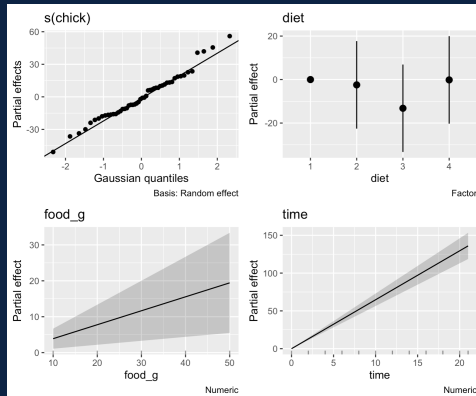 s(chick)
Partial effects
60
30
0
-30
-2 -1 0 1 2
Gaussian quantiles
Basis: Random effect
diet
Partial effect
20
0
-20
1 2 3 4
diet
Factor
food_g
Partial effect
30
20
10
0
10 20 30 40 50
food_g
Numeric
time
Partial effect
150
100
50
0
0 5 10 15 20
time
Numeric